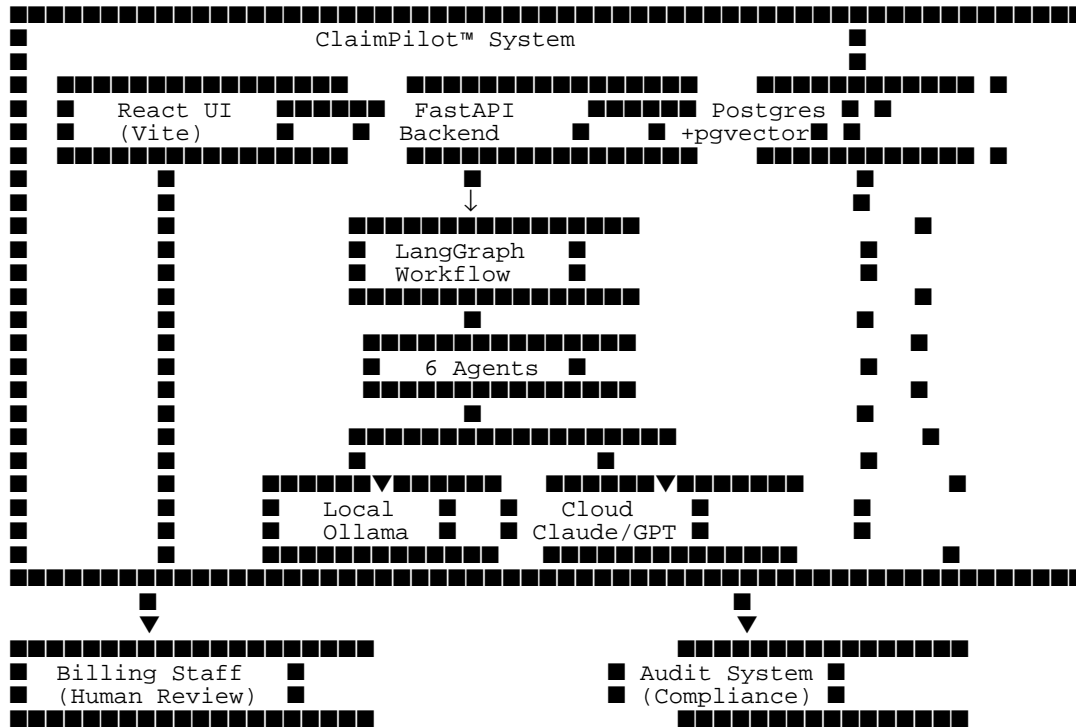 ClaimPilot™ System
React UI FastAPI Postgres
(Vite) Backend +pgvector
LangGraph
Workflow
6 Agents
Local Cloud
Ollama Claude/GPT
Billing Staff Audit System
(Human Review) (Compliance)